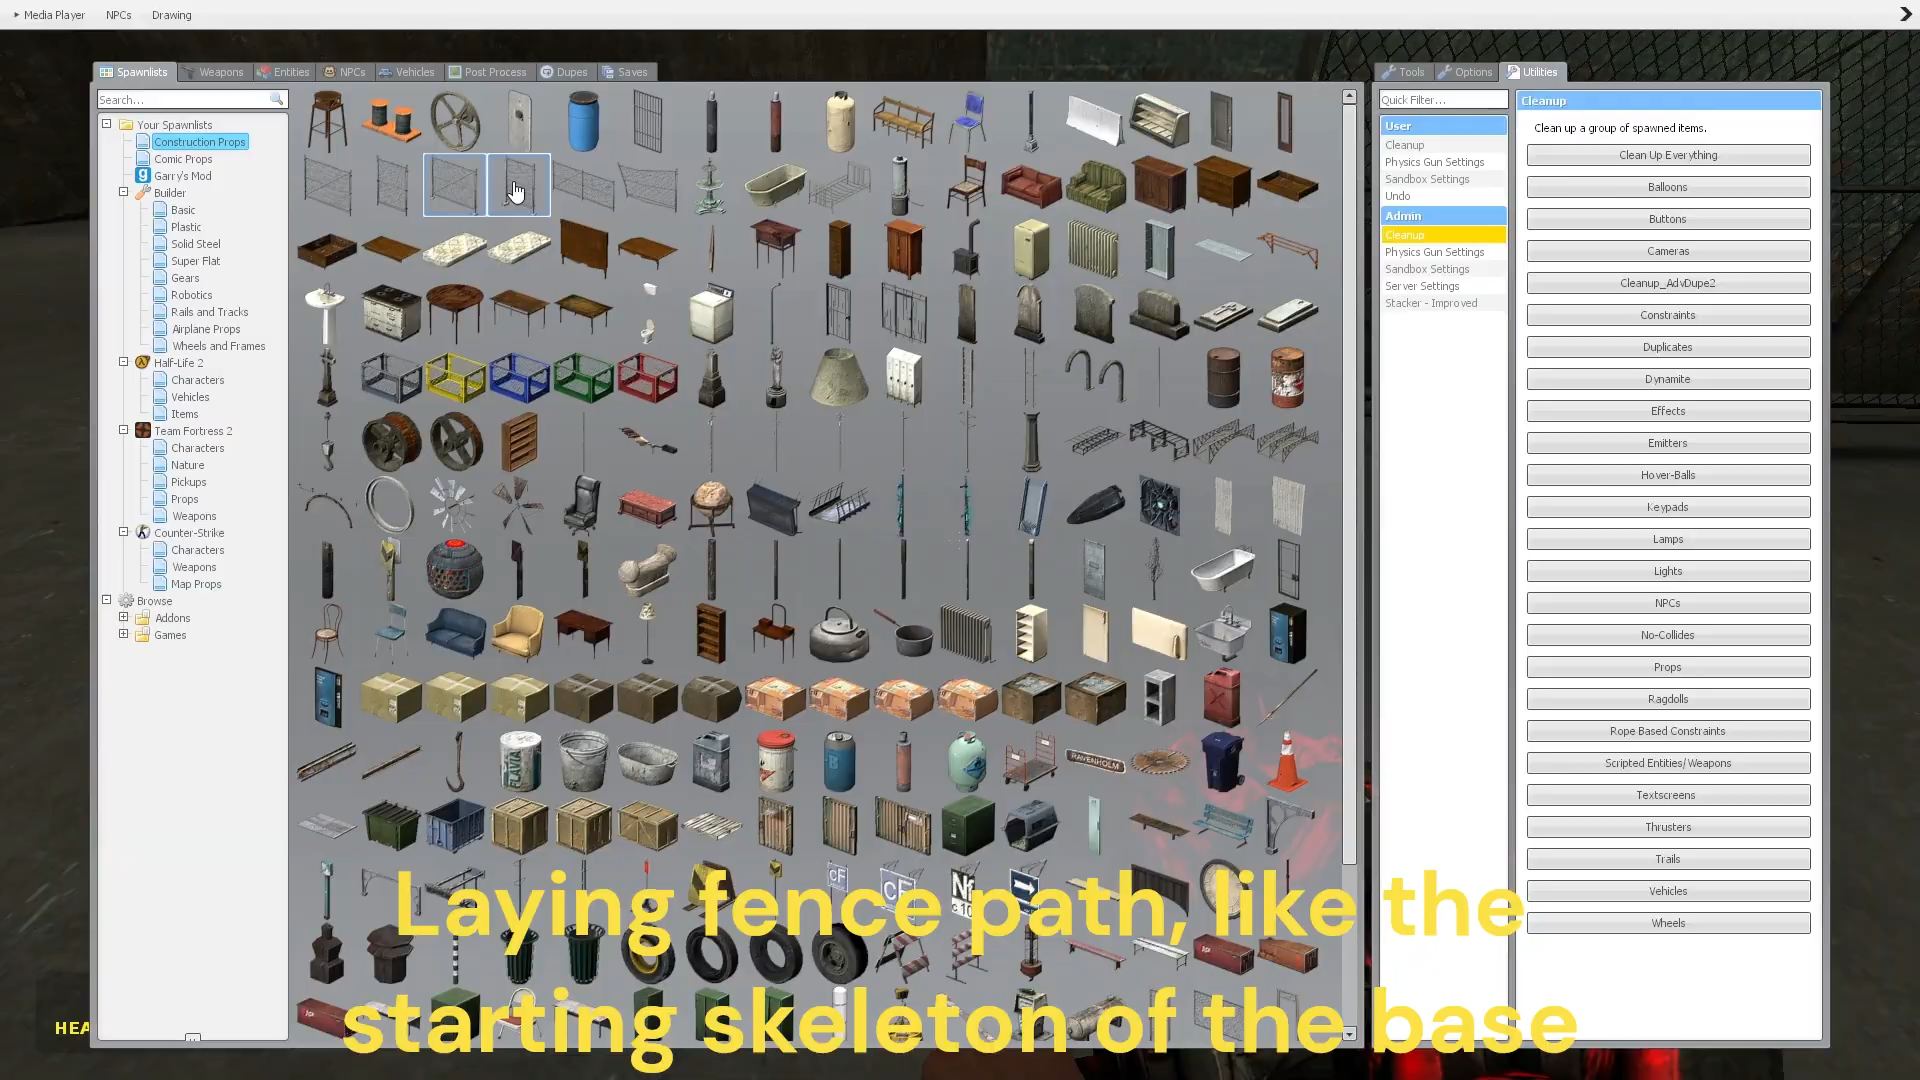 Media Player NPCs Drawing
Spawnlists Weapons Entities NPCs Vehicles Post Process Dupes Saves
Search...
Your Spawnlists
Construction Props
Comic Props
Garry's Mod
Builder
Basic
Plastic
Solid Steel
Super Flat
Gears
Robotics
Rails and Tracks
Airplane Props
Wheels and Frames
Half-Life 2
Characters
Vehicles
Items
Team Fortress 2
Characters
Nature
Pickups
Props
Weapons
Counter-Strike
Characters
Weapons
Map Props
Browse
Addons
Games
RAVENHOLM
Tools Options Utilities
Quick Filter...
User
Cleanup
Physics Gun Settings
Sandbox Settings
Undo
Admin
Cleanup
Physics Gun Settings
Sandbox Settings
Server Settings
Stacker - Improved
Cleanup
Clean up a group of spawned items.
Clean Up Everything
Balloons
Buttons
Cameras
Cleanup_AdvDupe2
Constraints
Duplicates
Dynamite
Effects
Emitters
Hover-Balls
Keypads
Lamps
Lights
NPCs
No-Collides
Props
Ragdolls
Rope Based Constraints
Scripted Entities/Weapons
Textscreens
Thrusters
Trails
Vehicles
Wheels
HEA
Laying fence path, like the
starting skeleton of the base